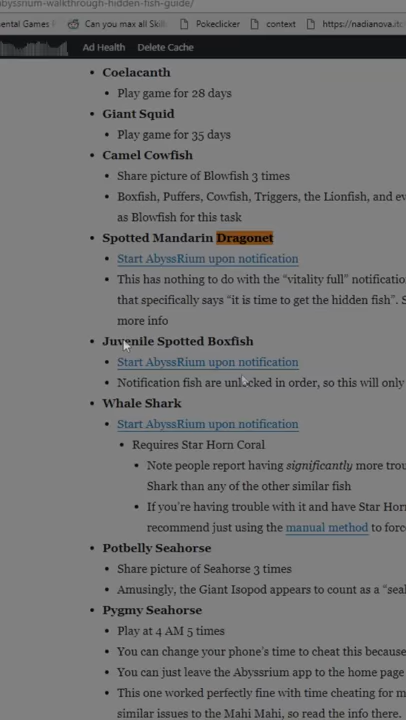 abyssrium-walkthrough-hidden-fish-guide/
ental Games
Can you max all Skill
Pokeclicker
context
https://nadianova.itc
Ad Health
Delete Cache
• Coelacanth
• Play game for 28 days
• Giant Squid
• Play game for 35 days
• Camel Cowfish
• Share picture of Blowfish 3 times
• Boxfish, Puffers, Cowfish, Triggers, the Lionfish, and ev
as Blowfish for this task
• Spotted Mandarin Dragonet
• Start AbyssRium upon notification
• This has nothing to do with the “vitality full” notificatio
that specifically says “it is time to get the hidden fish”. S
more info
• Juvenile Spotted Boxfish
• Start AbyssRium upon notification
• Notification fish are unlocked in order, so this will only
• Whale Shark
• Start AbyssRium upon notification
• Requires Star Horn Coral
• Note people report having significantly more trou
Shark than any of the other similar fish
• If you’re having trouble with it and have Star Hor
recommend just using the manual method to forc
• Potbelly Seahorse
• Share picture of Seahorse 3 times
• Amusingly, the Giant Isopod appears to count as a “sea
• Pygmy Seahorse
• Play at 4 AM 5 times
• You can change your phone’s time to cheat this because
• You can just leave the Abyssrium app to the home page
• This one worked perfectly fine with time cheating for m
similar issues to the Mahi Mahi, so read the info there.